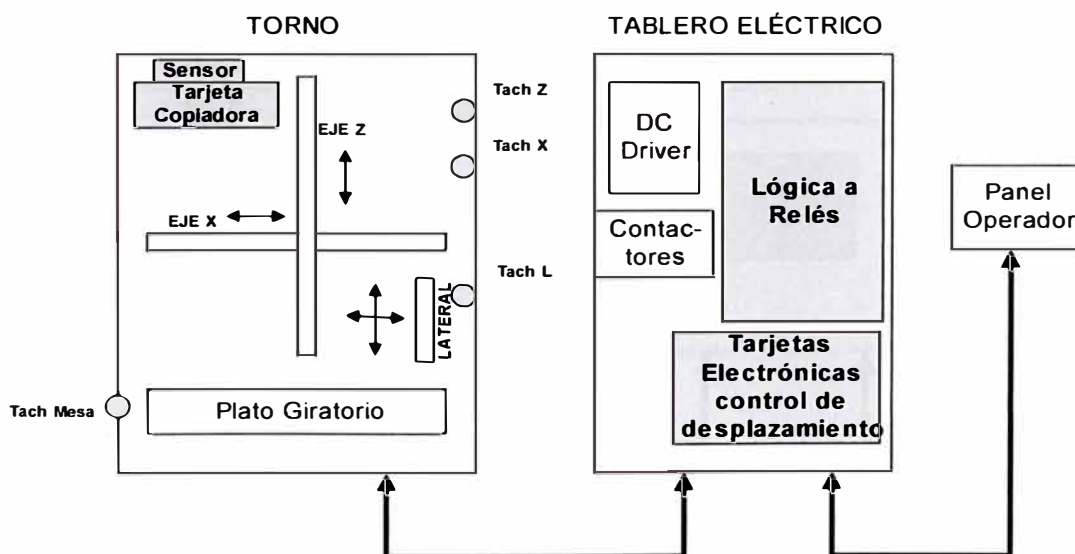 TORNO
Sensor
Tarjeta
Copiadora
EJE Z
EJE X
LATERAL
Plato Giratorio
Tach Z
Tach X
Tach L
Tach Mesa
TABLERO ELÉCTRICO
DC
Driver
Contac-
tores
Lógica a
Relés
Tarjetas
Electrónicas
control de
desplazamiento
Panel
Operador